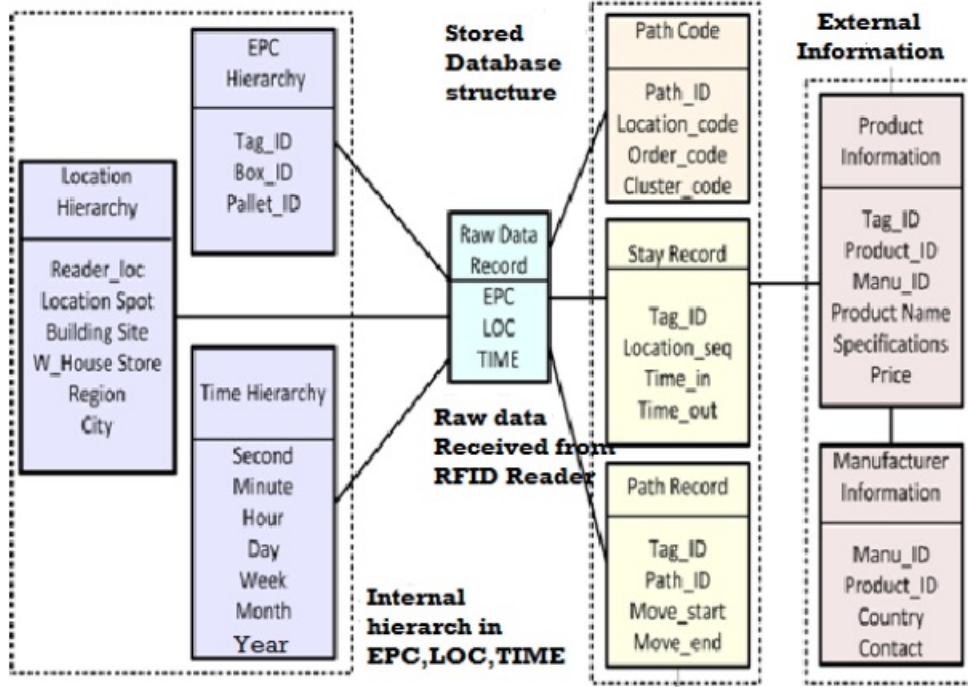 EPC
Hierarchy
Tag_ID
Box_ID
Pallet_ID
Location
Hierarchy
Reader_loc
Location Spot
Building Site
W_House Store
Region
City
Time Hierarchy
Second
Minute
Hour
Day
Week
Month
Year
Internal
hierarch in
EPC,LOC,TIME
Stored
Database
structure
Raw Data
Record
EPC
LOC
TIME
Raw data
Received from
RFID Reader
Path Code
Path_ID
Location_code
Order_code
Cluster_code
Stay Record
Tag_ID
Location_seq
Time_in
Time_out
Path Record
Tag_ID
Path_ID
Move_start
Move_end
External
Information
Product
Information
Tag_ID
Product_ID
Manu_ID
Product Name
Specifications
Price
Manufacturer
Information
Manu_ID
Product_ID
Country
Contact